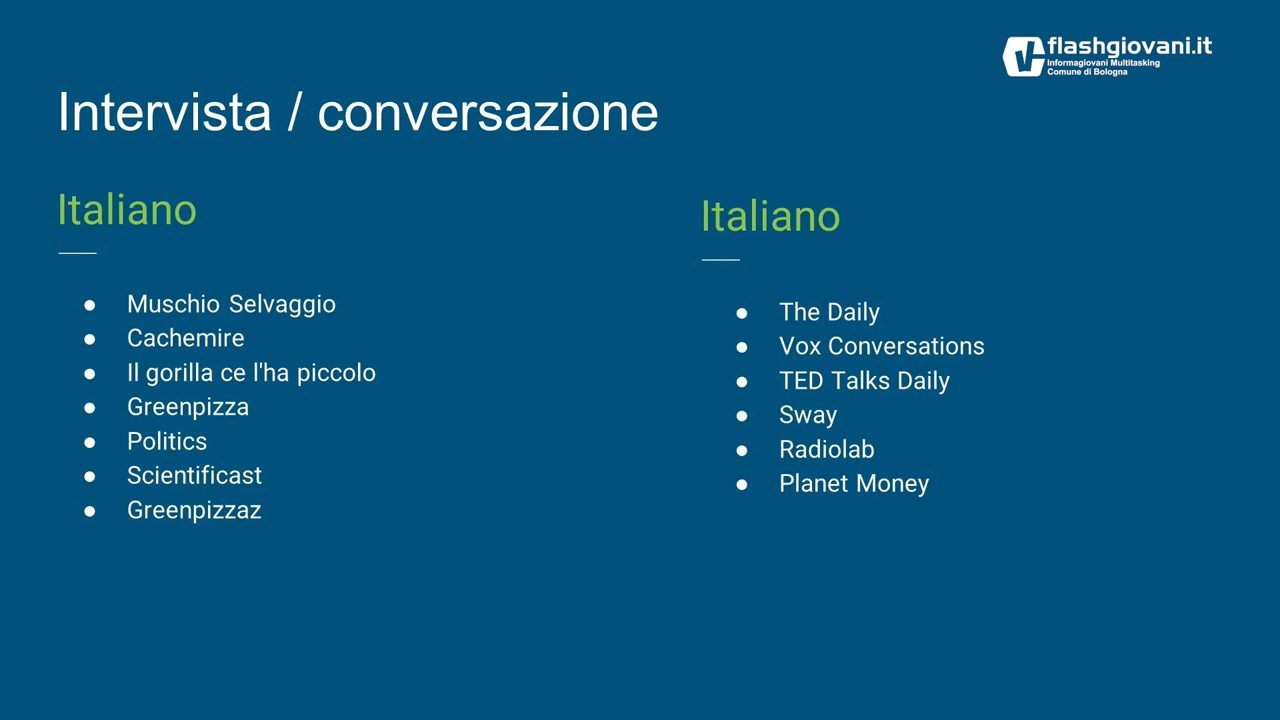 flashgiovani.it
Informagiovani Multitasking
Comune di Bologna
Intervista / conversazione
Italiano
● Muschio Selvaggio
● Cachemire
● Il gorilla ce l'ha piccolo
● Greenpizza
● Politics
● Scientificast
● Greenpizzaz
Italiano
● The Daily
● Vox Conversations
● TED Talks Daily
● Sway
● Radiolab
● Planet Money